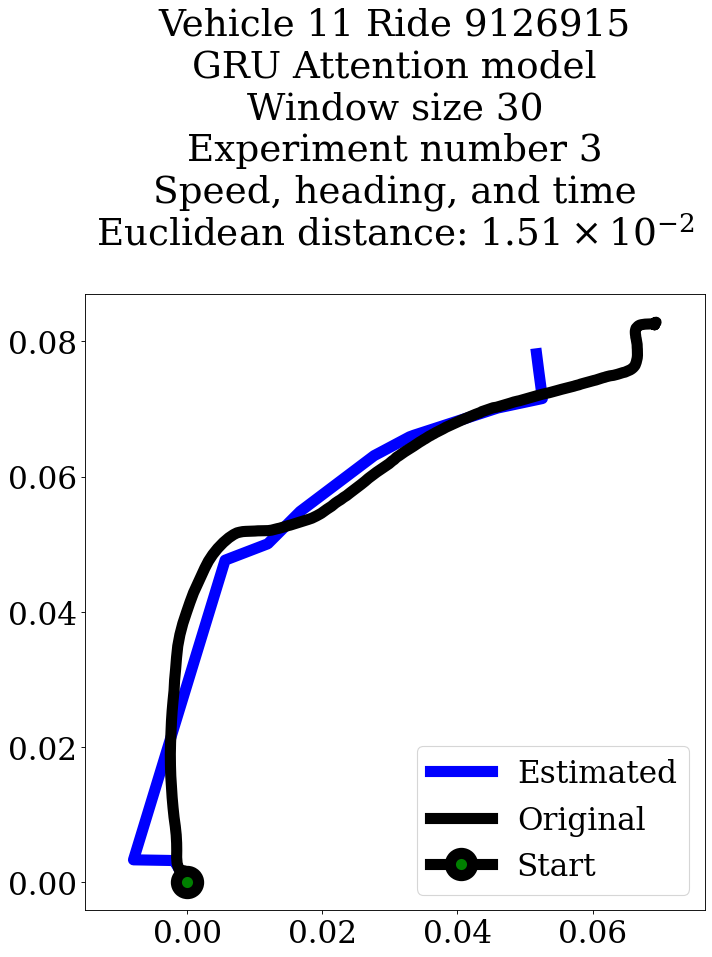 Vehicle 11 Ride 9126915
GRU Attention model
Window size 30
Experiment number 3
Speed, heading, and time
Euclidean distance: 1.51 × 10⁻²
0.08
0.06
0.04
0.02
0.00
Estimated
Original
Start
0.00 0.02 0.04 0.06